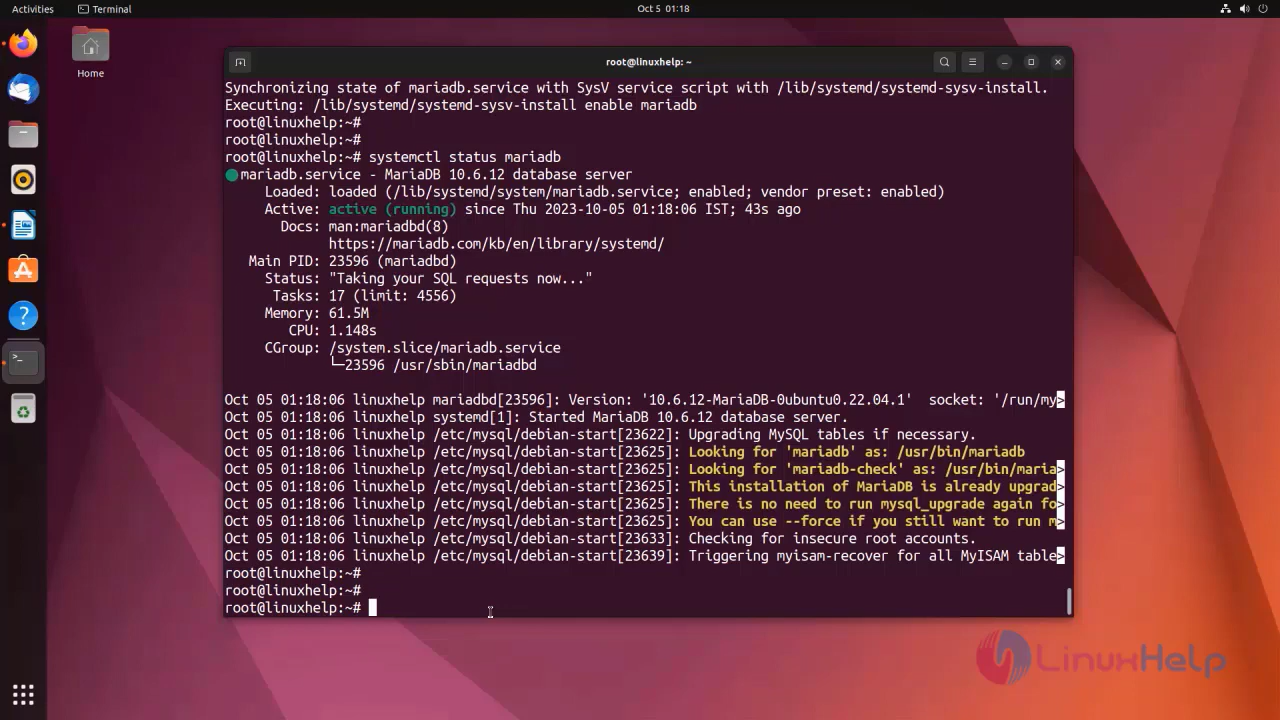 Activities Terminal Oct 5 01:18
Home
root@linuxhelp: ~
Synchronizing state of mariadb.service with SysV service script with /lib/systemd/systemd-sysv-install.
Executing: /lib/systemd/systemd-sysv-install enable mariadb
root@linuxhelp:~#
root@linuxhelp:~#
root@linuxhelp:~# systemctl status mariadb
● mariadb.service - MariaDB 10.6.12 database server
Loaded: loaded (/lib/systemd/system/mariadb.service; enabled; vendor preset: enabled)
Active: active (running) since Thu 2023-10-05 01:18:06 IST; 43s ago
Docs: man:mariadbd(8)
https://mariadb.com/kb/en/library/systemd/
Main PID: 23596 (mariadbd)
Status: "Taking your SQL requests now..."
Tasks: 17 (limit: 4556)
Memory: 61.5M
CPU: 1.148s
CGroup: /system.slice/mariadb.service
└─23596 /usr/sbin/mariadbd
Oct 05 01:18:06 linuxhelp mariadbd[23596]: Version: '10.6.12-MariaDB-0ubuntu0.22.04.1'  socket: '/run/my>
Oct 05 01:18:06 linuxhelp systemd[1]: Started MariaDB 10.6.12 database server.
Oct 05 01:18:06 linuxhelp /etc/mysql/debian-start[23622]: Upgrading MySQL tables if necessary.
Oct 05 01:18:06 linuxhelp /etc/mysql/debian-start[23625]: Looking for 'mariadb' as: /usr/bin/mariadb
Oct 05 01:18:06 linuxhelp /etc/mysql/debian-start[23625]: Looking for 'mariadb-check' as: /usr/bin/maria>
Oct 05 01:18:06 linuxhelp /etc/mysql/debian-start[23625]: This installation of MariaDB is already upgrad>
Oct 05 01:18:06 linuxhelp /etc/mysql/debian-start[23625]: There is no need to run mysql_upgrade again fo>
Oct 05 01:18:06 linuxhelp /etc/mysql/debian-start[23625]: You can use --force if you still want to run m>
Oct 05 01:18:06 linuxhelp /etc/mysql/debian-start[23633]: Checking for insecure root accounts.
Oct 05 01:18:06 linuxhelp /etc/mysql/debian-start[23639]: Triggering myisam-recover for all MyISAM table>
root@linuxhelp:~#
root@linuxhelp:~#
root@linuxhelp:~#
LinuxHelp